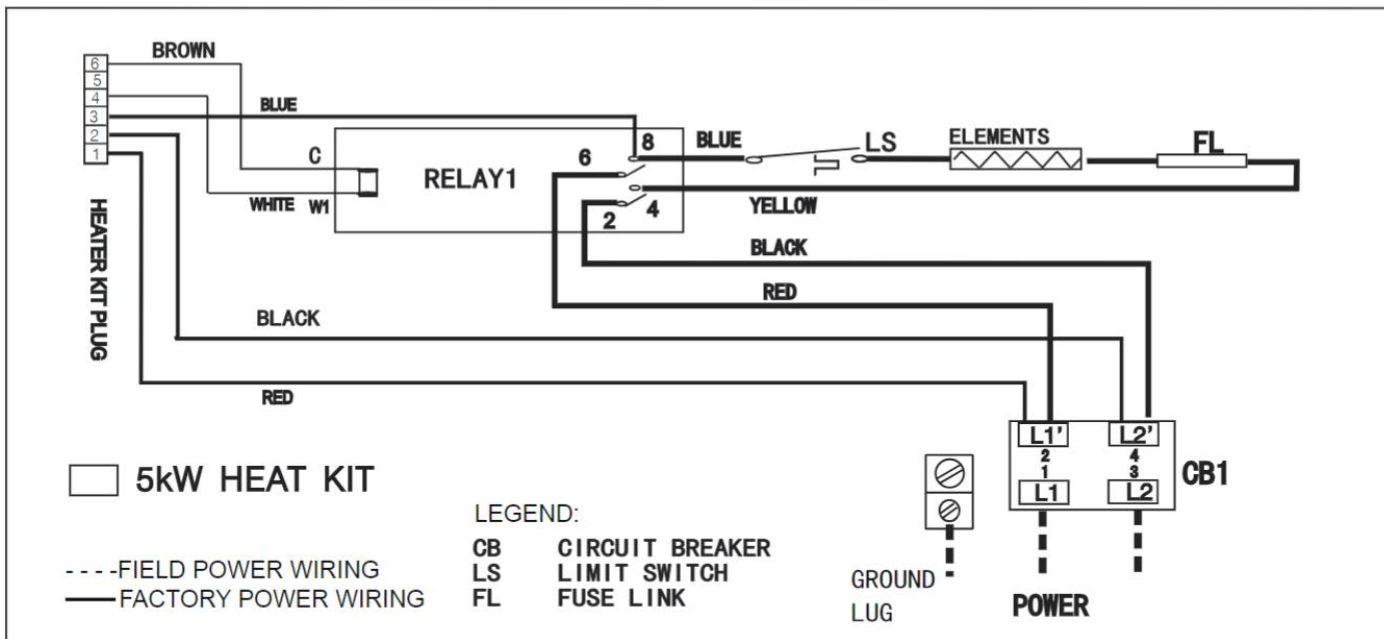 BROWN
6
5
4
3
2
1
HEATER KIT PLUG
BLUE
C
WHITE W1
RELAY1
8
6
4
2
BLUE
LS
ELEMENTS
FL
YELLOW
BLACK
RED
BLACK
RED
L1' L2'
2 4
1 3
L1 L2
CB1
5kW HEAT KIT
LEGEND:
CB CIRCUIT BREAKER
LS LIMIT SWITCH
FL FUSE LINK
- - - -FIELD POWER WIRING
FACTORY POWER WIRING
GROUND
LUG
POWER